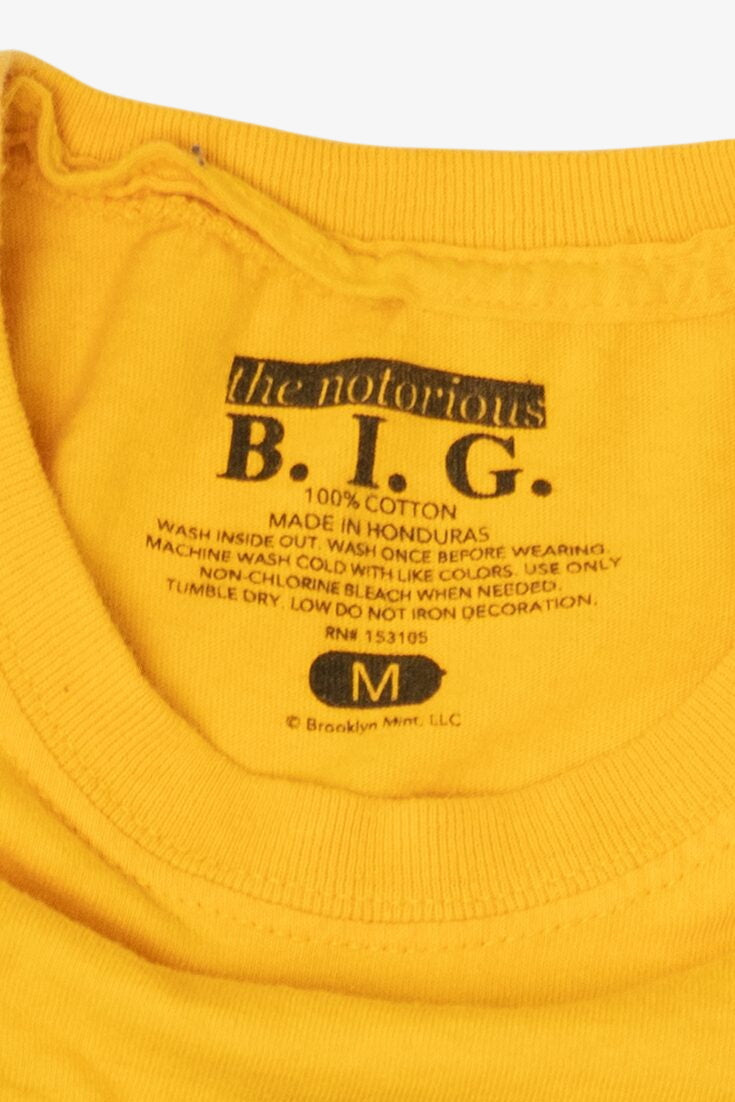 the notorious
B. I. G.
100% COTTON
MADE IN HONDURAS
WASH INSIDE OUT. WASH ONCE BEFORE WEARING.
MACHINE WASH COLD WITH LIKE COLORS. USE ONLY
NON-CHLORINE BLEACH WHEN NEEDED.
TUMBLE DRY. LOW DO NOT IRON DECORATION.
RN# 153105
M
© Brooklyn Mint, LLC